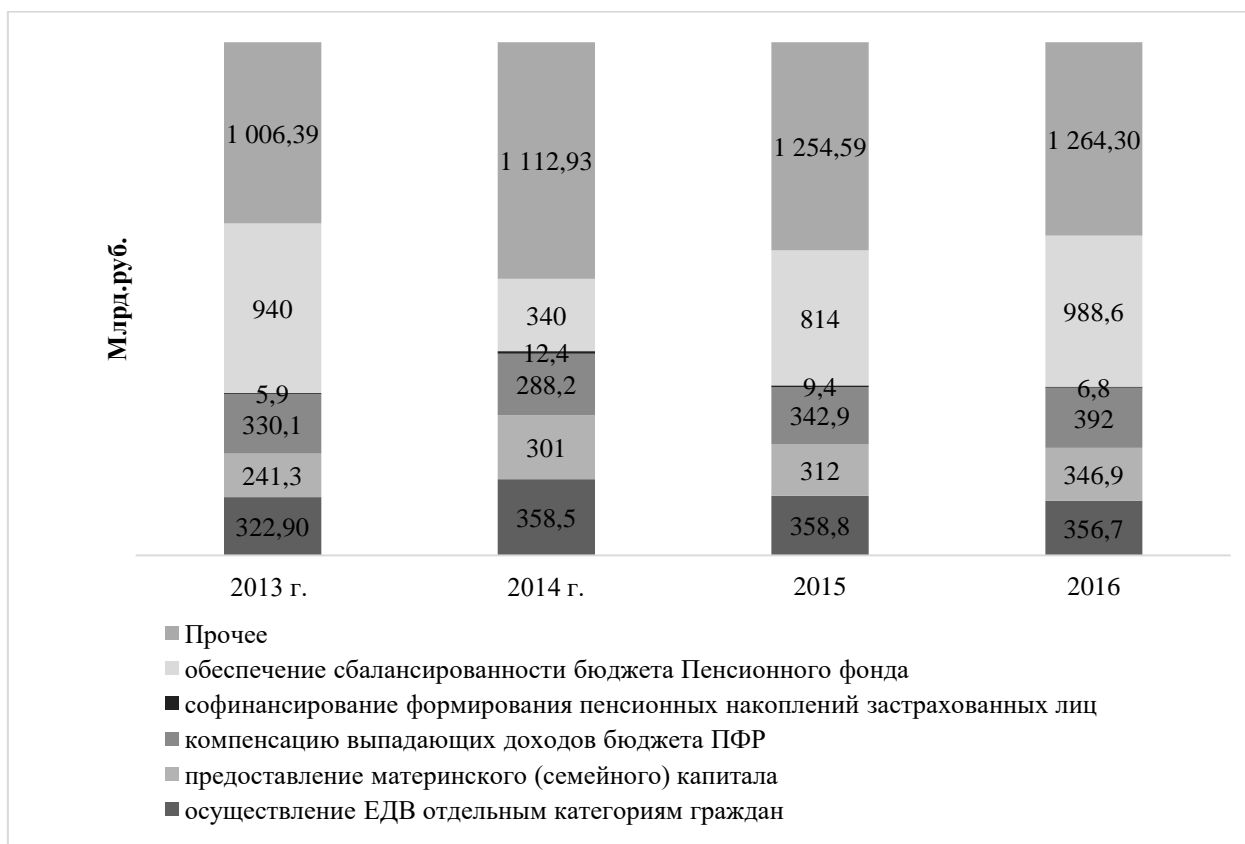 Млрд.руб.
1 006,39
1 112,93
1 254,59
1 264,30
940
340
814
988,6
5,9
12,4
9,4
6,8
330,1
288,2
342,9
392
241,3
301
312
346,9
322,90
358,5
358,8
356,7
2013 г.
2014 г.
2015
2016
Прочее
обеспечение сбалансированности бюджета Пенсионного фонда
софинансирование формирования пенсионных накоплений застрахованных лиц
компенсацию выпадающих доходов бюджета ПФР
предоставление материнского (семейного) капитала
осуществление ЕДВ отдельным категориям граждан